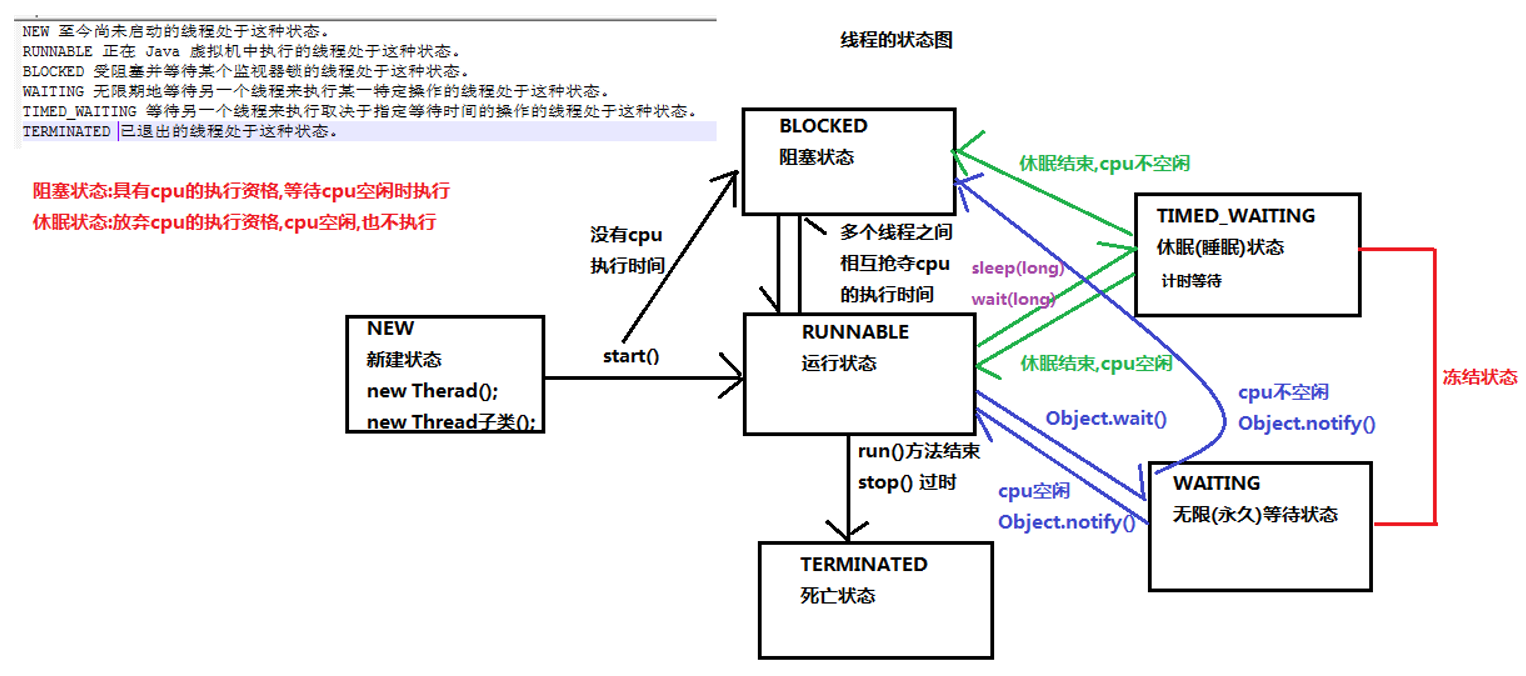 NEW 至今尚未启动的线程处于这种状态。
RUNNABLE 正在 Java 虚拟机中执行的线程处于这种状态。
BLOCKED 受阻塞并等待某个监视器锁的线程处于这种状态。
WAITING 无限期地等待另一个线程来执行某一特定操作的线程处于这种状态。
TIMED_WAITING 等待另一个线程来执行取决于指定等待时间的操作的线程处于这种状态。
TERMINATED 已退出的线程处于这种状态。
线程的状态图
阻塞状态:具有cpu的执行资格,等待cpu空闲时执行
休眠状态:放弃cpu的执行资格,cpu空闲,也不执行
BLOCKED
阻塞状态
休眠结束,cpu不空闲
TIMED_WAITING
休眠(睡眠)状态
计时等待
没有cpu
执行时间
多个线程之间
相互抢夺cpu
的执行时间
sleep(long)
wait(long)
NEW
新建状态
new Therad();
new Thread子类();
start()
RUNNABLE
运行状态
休眠结束,cpu空闲
冻结状态
Object.wait()
cpu不空闲
Object.notify()
run()方法结束
stop() 过时
cpu空闲
Object.notify()
WAITING
无限(永久)等待状态
TERMINATED
死亡状态